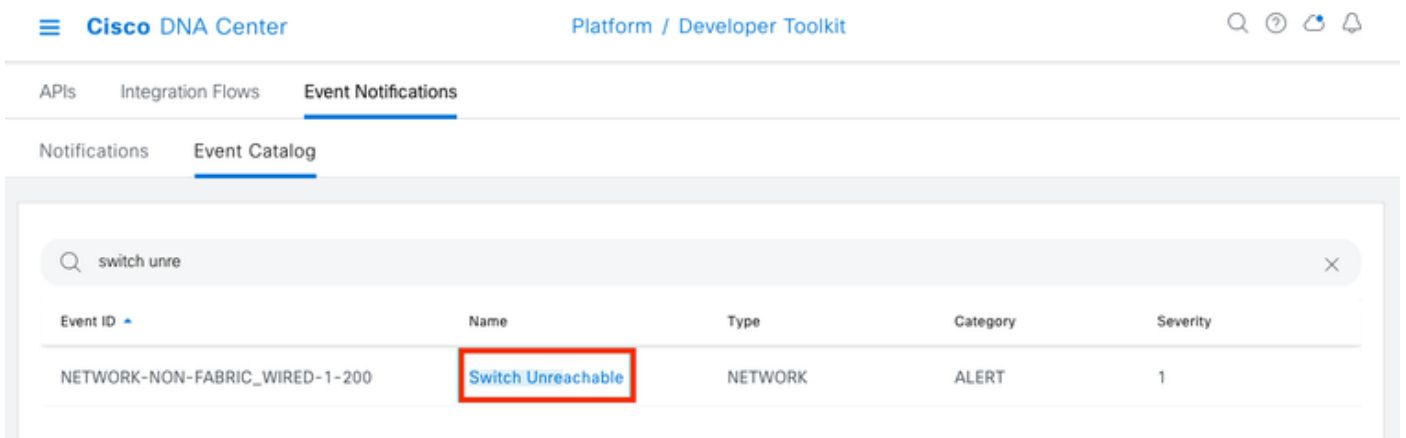 Cisco DNA Center Platform / Developer Toolkit
APIs Integration Flows Event Notifications
Notifications Event Catalog
switch unre
Event ID Name Type Category Severity
NETWORK-NON-FABRIC_WIRED-1-200 Switch Unreachable NETWORK ALERT 1